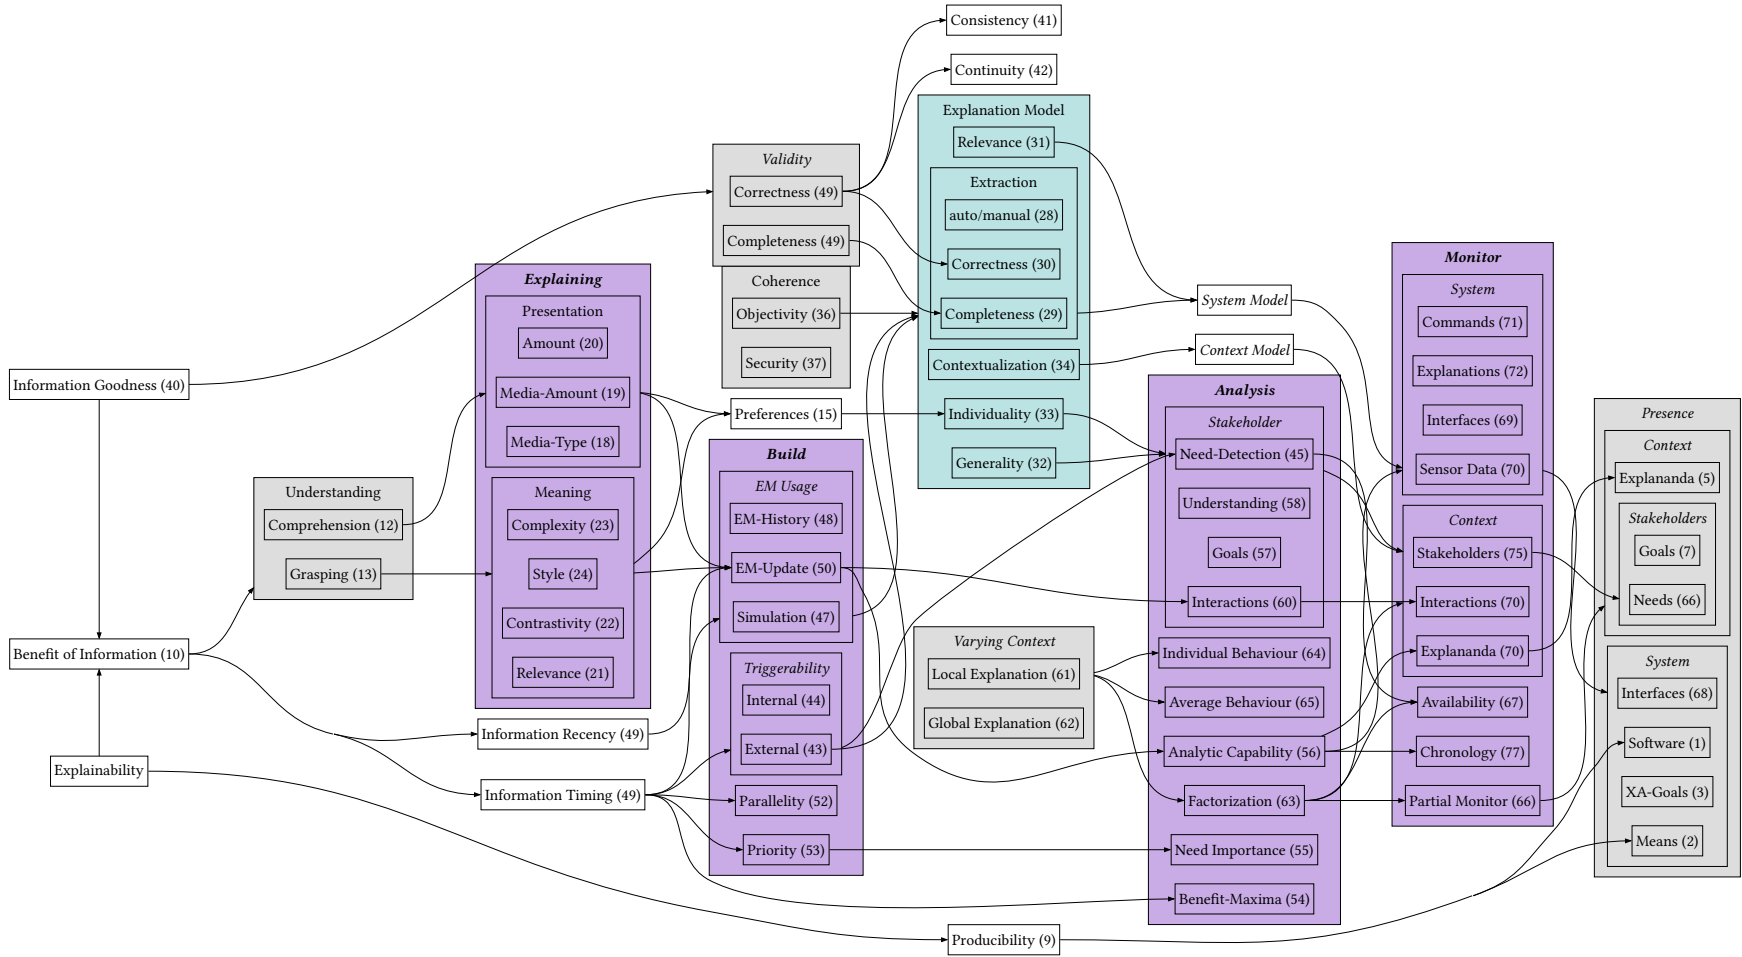 Information Goodness (40)
Benefit of Information (10)
Explainability
Understanding
Comprehension (12)
Grasping (13)
Explaining
Presentation
Amount (20)
Media-Amount (19)
Media-Type (18)
Meaning
Complexity (23)
Style (24)
Contrastivity (22)
Relevance (21)
Information Recency (49)
Information Timing (49)
Validity
Correctness (49)
Completeness (49)
Coherence
Objectivity (36)
Security (37)
Preferences (15)
Build
EM Usage
EM-History (48)
EM-Update (50)
Simulation (47)
Triggerability
Internal (44)
External (43)
Parallelity (52)
Priority (53)
Consistency (41)
Continuity (42)
Explanation Model
Relevance (31)
Extraction
auto/manual (28)
Correctness (30)
Completeness (29)
Contextualization (34)
Individuality (33)
Generality (32)
Varying Context
Local Explanation (61)
Global Explanation (62)
Producibility (9)
System Model
Context Model
Analysis
Stakeholder
Need-Detection (45)
Understanding (58)
Goals (57)
Interactions (60)
Individual Behaviour (64)
Average Behaviour (65)
Analytic Capability (56)
Factorization (63)
Need Importance (55)
Benefit-Maxima (54)
Monitor
System
Commands (71)
Explanations (72)
Interfaces (69)
Sensor Data (70)
Context
Stakeholders (75)
Interactions (70)
Explananda (70)
Availability (67)
Chronology (77)
Partial Monitor (66)
Presence
Context
Explananda (5)
Stakeholders
Goals (7)
Needs (66)
System
Interfaces (68)
Software (1)
XA-Goals (3)
Means (2)